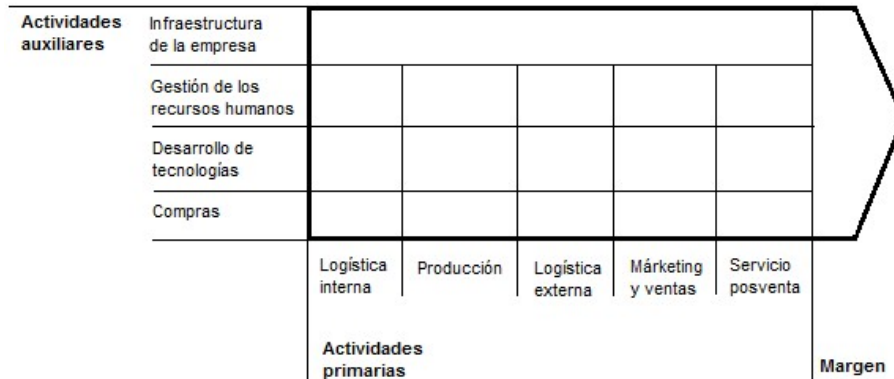 Actividades
auxiliares
Infraestructura
de la empresa
Gestión de los
recursos humanos
Desarrollo de
tecnologías
Compras
Logística
interna
Producción
Logística
externa
Márketing
y ventas
Servicio
posventa
Actividades
primarias
Margen